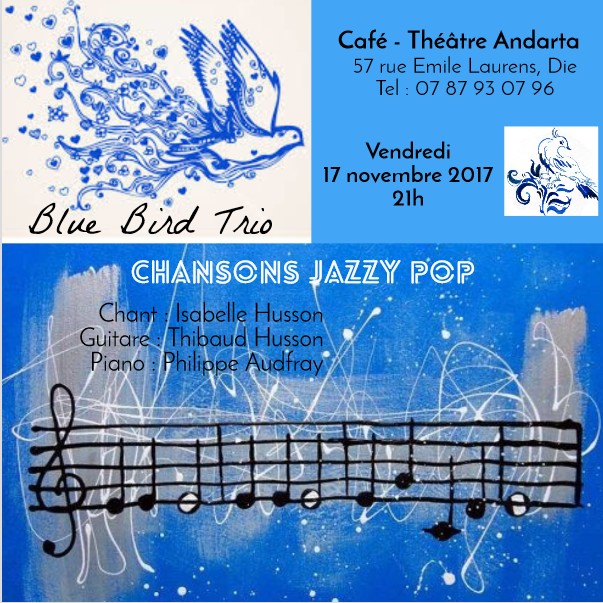 Café - Théâtre Andarta
57 rue Emile Laurens, Die
Tel : 07 87 93 07 96
Vendredi
17 novembre 2017
21h
Blue Bird Trio
CHANSONS JAZZY POP
Chant : Isabelle Husson
Guitare : Thibaud Husson
Piano : Philippe Audfray